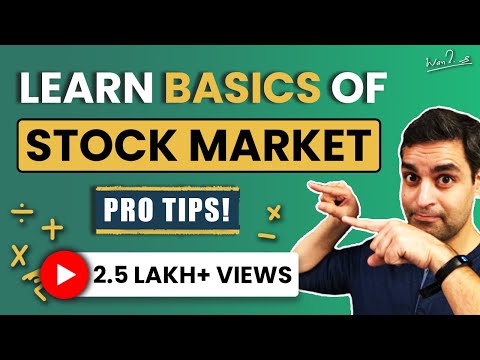 LEARN BASICS OF
STOCK MARKET
PRO TIPS!
2.5 LAKH+ VIEWS